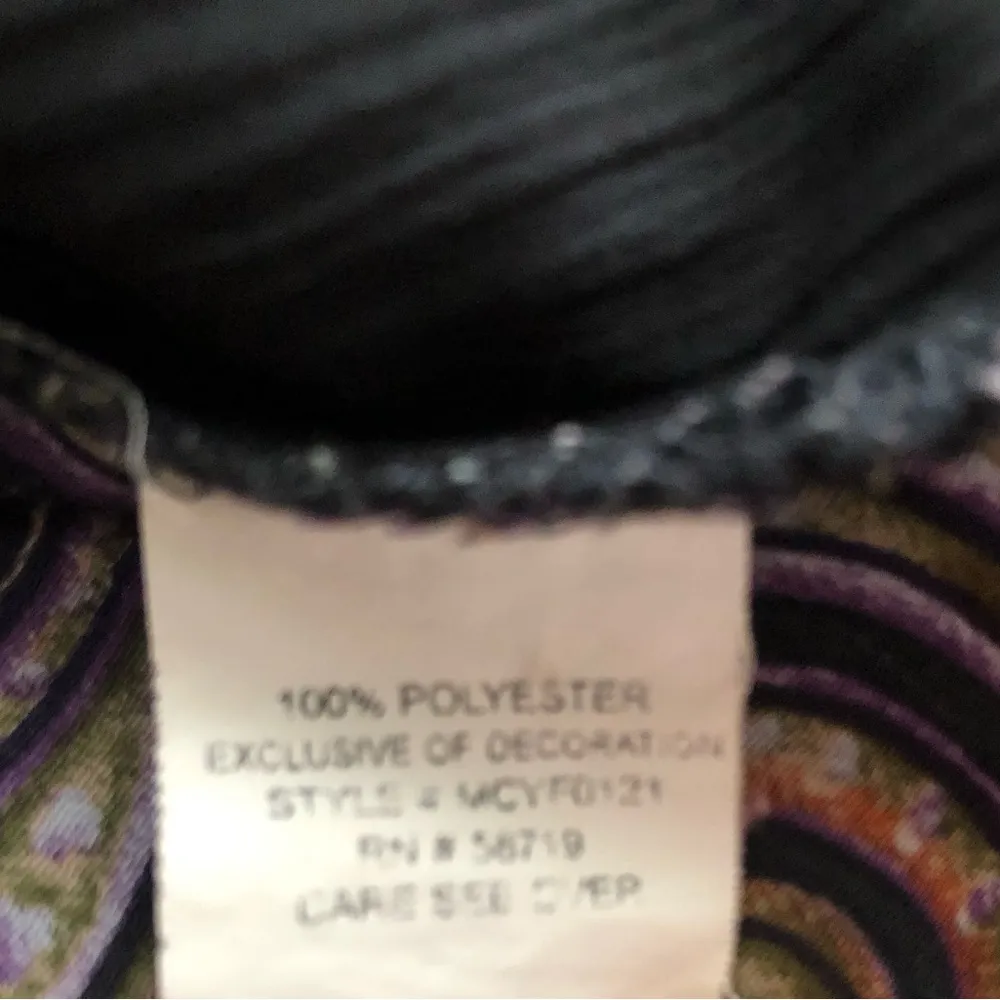 100% POLYESTER
EXCLUSIVE OF DECORATION
STYLE # MCYF0121
RN # 58719
CARE SEE OVER